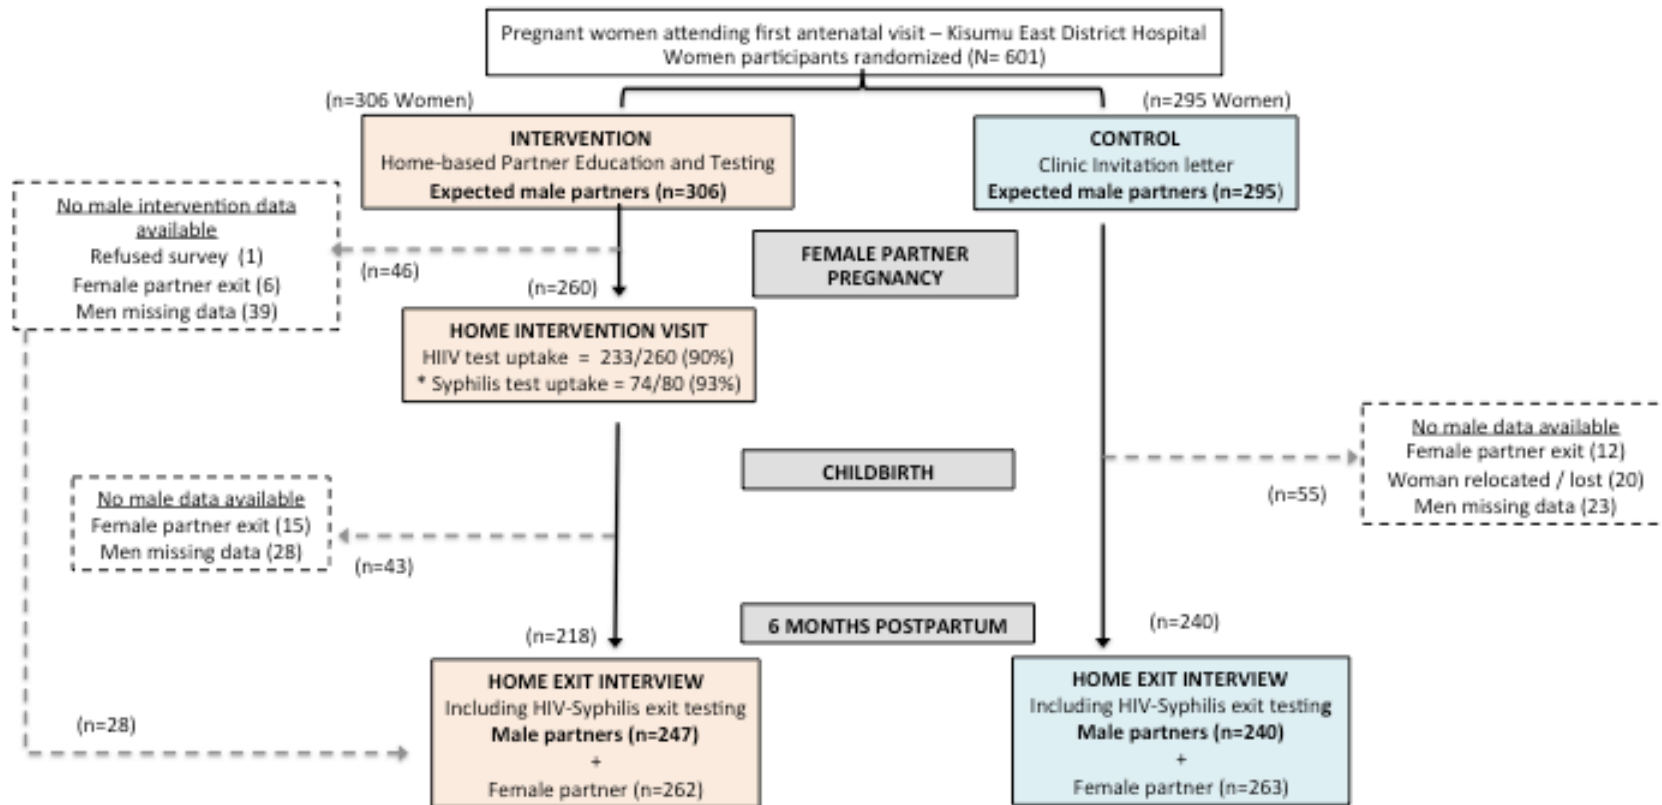 Pregnant women attending first antenatal visit – Kisumu East District Hospital
Women participants randomized (N= 601)
(n=306 Women)
(n=295 Women)
INTERVENTION
Home-based Partner Education and Testing
Expected male partners (n=306)
CONTROL
Clinic Invitation letter
Expected male partners (n=295)
No male intervention data
available
Refused survey (1)
Female partner exit (6)
Men missing data (39)
(n=46)
(n=260)
FEMALE PARTNER
PREGNANCY
HOME INTERVENTION VISIT
HIIV test uptake = 233/260 (90%)
* Syphilis test uptake = 74/80 (93%)
No male data available
Female partner exit (12)
Woman relocated / lost (20)
Men missing data (23)
(n=55)
CHILDBIRTH
No male data available
Female partner exit (15)
Men missing data (28)
(n=43)
6 MONTHS POSTPARTUM
(n=218)
(n=240)
(n=28)
HOME EXIT INTERVIEW
Including HIV-Syphilis exit testing
Male partners (n=247)
+
Female partner (n=262)
HOME EXIT INTERVIEW
Including HIV-Syphilis exit testing
Male partners (n=240)
+
Female partner (n=263)